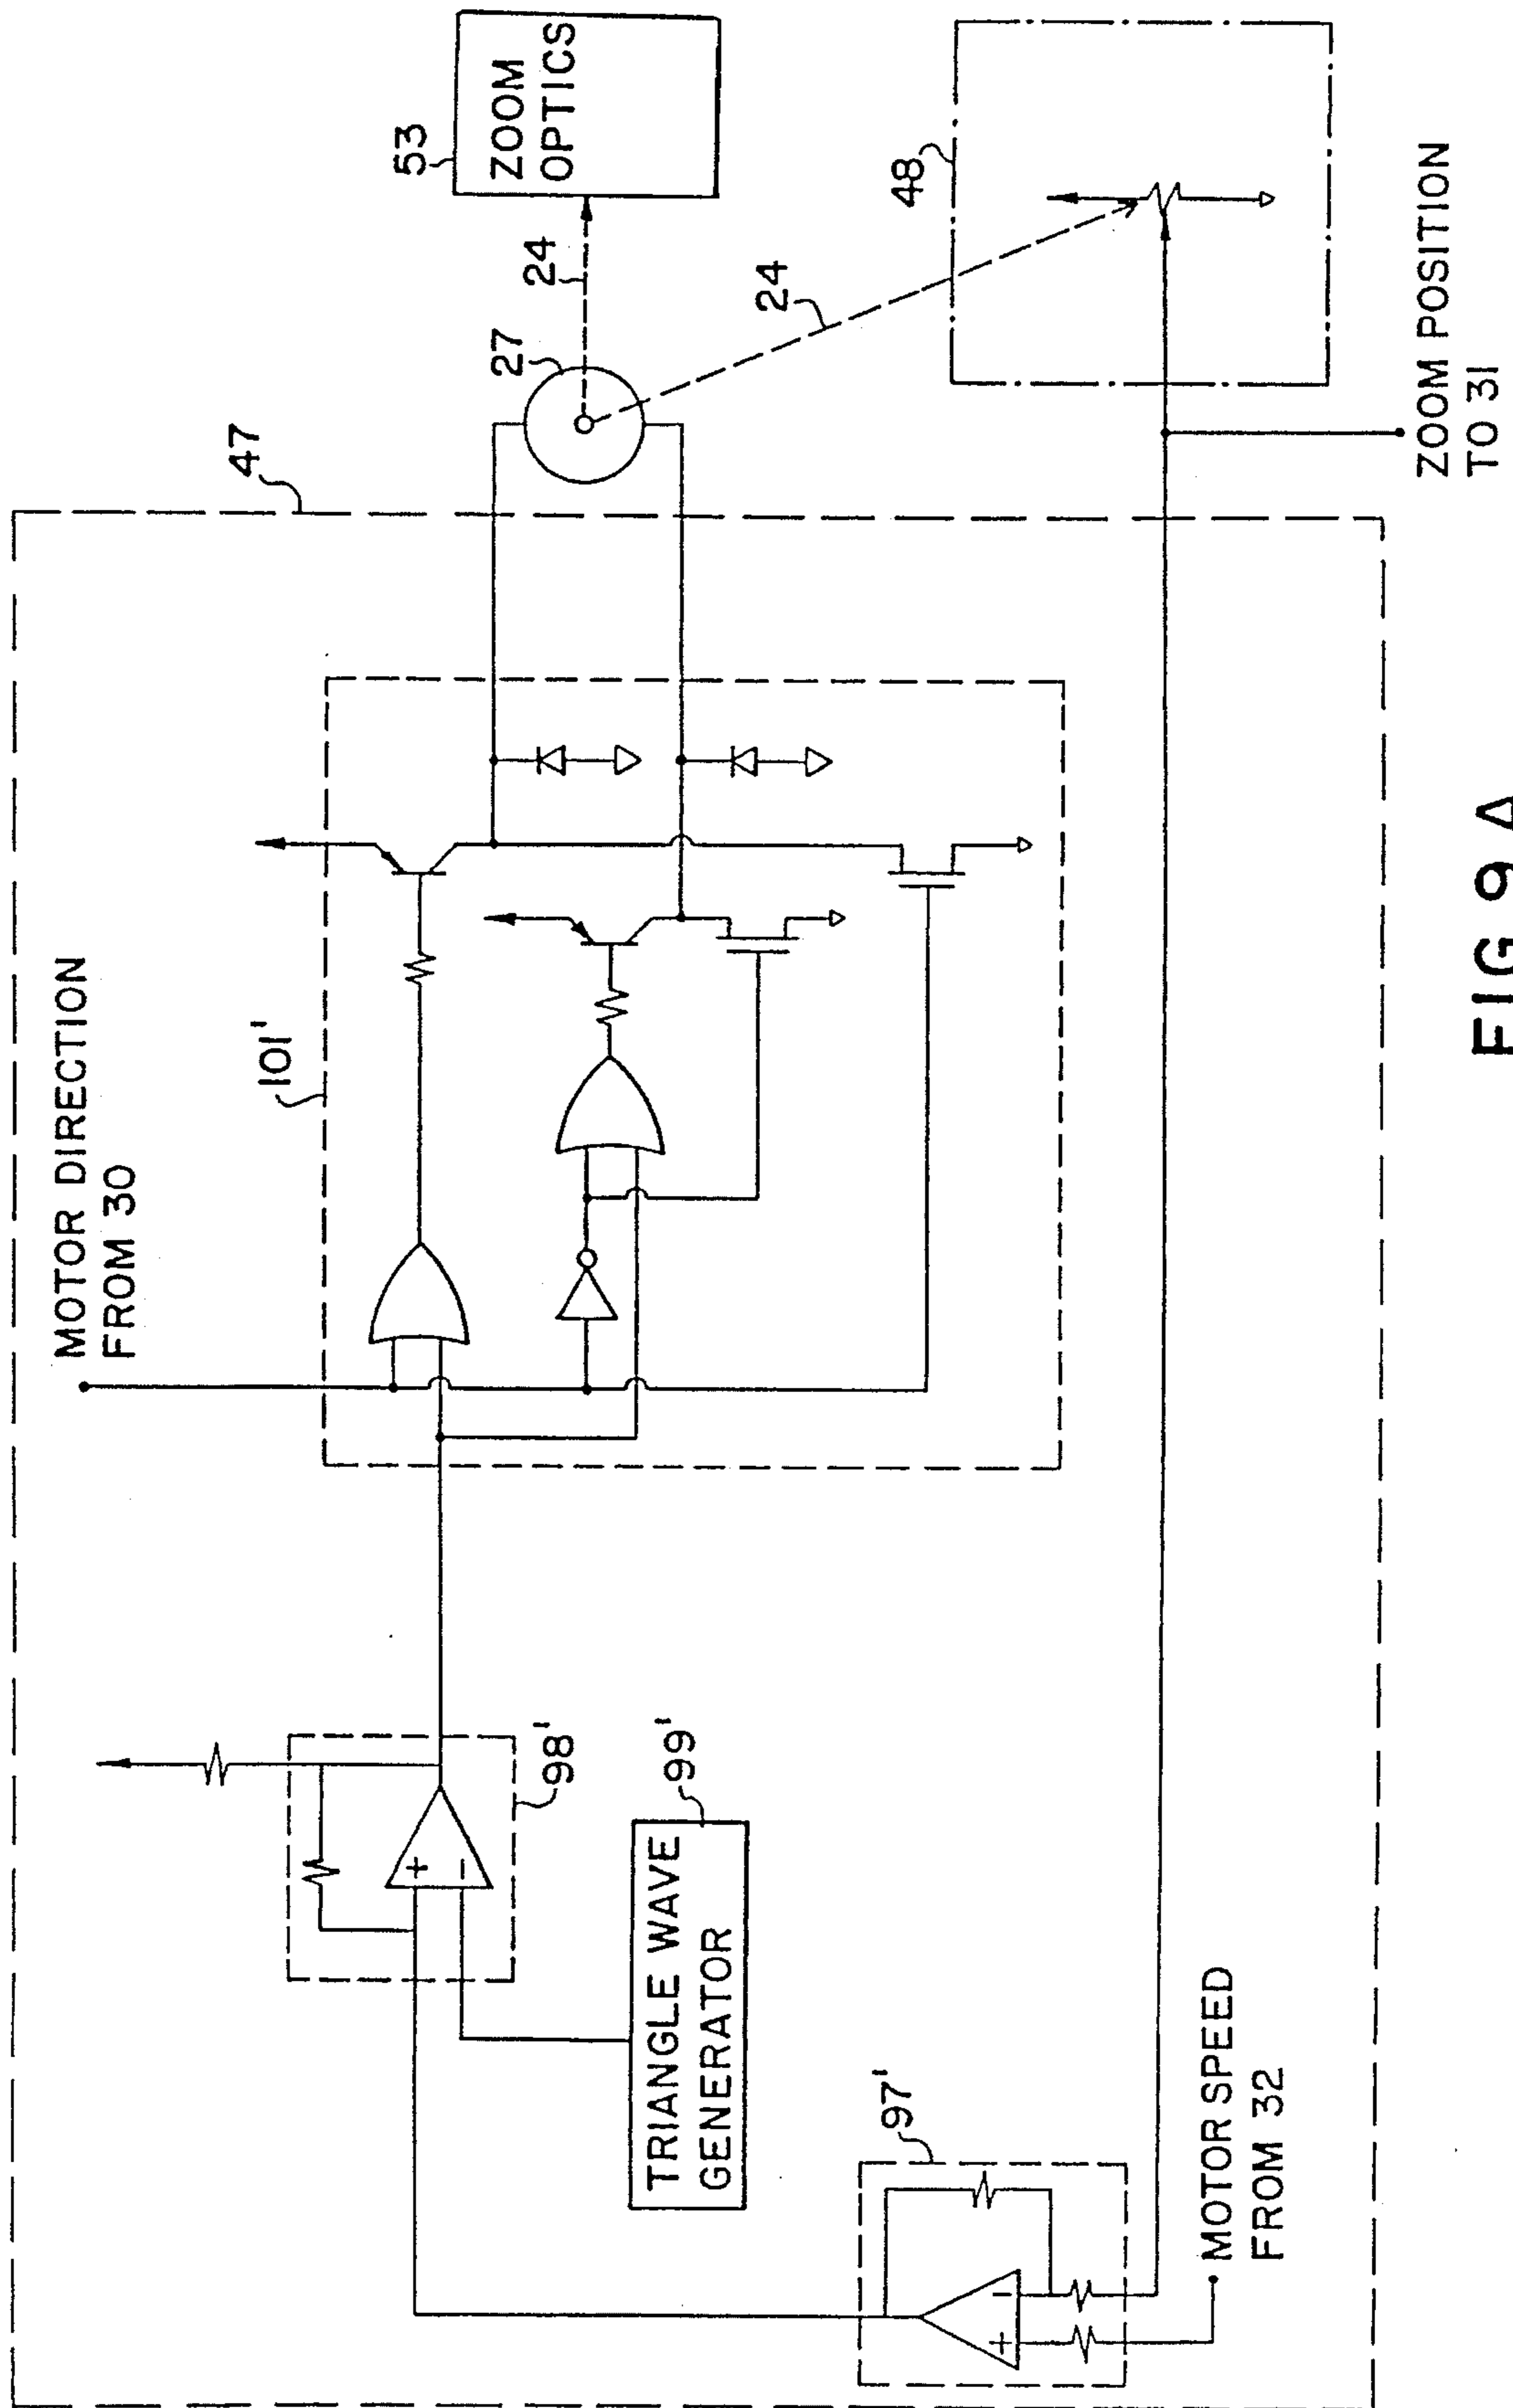 53
ZOOM
OPTICS
24
27
47
48
24
ZOOM POSITION
TO 31
MOTOR DIRECTION
FROM 30
101'
98'
+
−
99'
TRIANGLE WAVE
GENERATOR
97'
−
+
MOTOR SPEED
FROM 32
FIG 9A